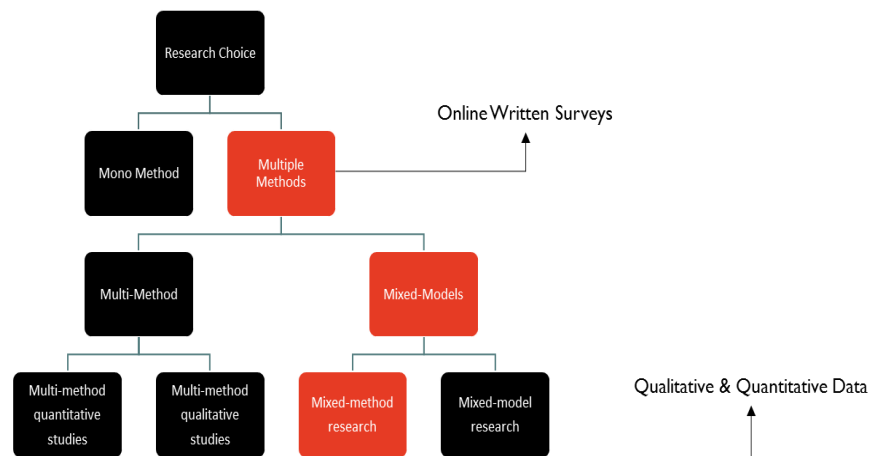 Research Choice
Online Written Surveys
Mono Method
Multiple
Methods
Multi-Method
Mixed-Models
Multi-method
quantitative
studies
Multi-method
qualitative
studies
Mixed-method
research
Mixed-model
research
Qualitative & Quantitative Data